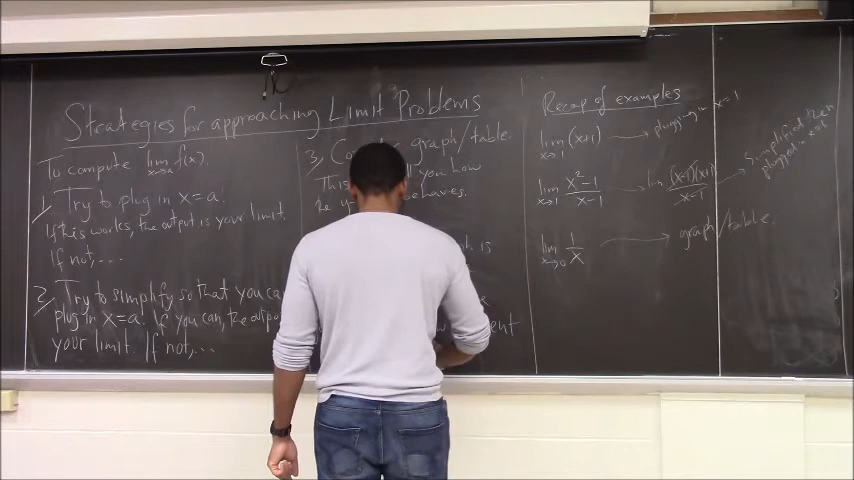 Strategies for approaching Limit Problems
To compute lim x→a f(x).
1/ Try to plug in x=a.
If this works, the output is your limit.
If not,...
2/ Try to simplify so that you can
plug in x=a. If you can, the output
your limit. If not,...
3/ graph/table.
This you how
the behaves.
is
Recap of examples
lim x→1 (x+1) → plugging in x=1
lim x→1 x²-1/x-1 → lim (x-1)(x+1)/x-1 → simplified then
plugged in
lim x→0 1/x → graph/table.